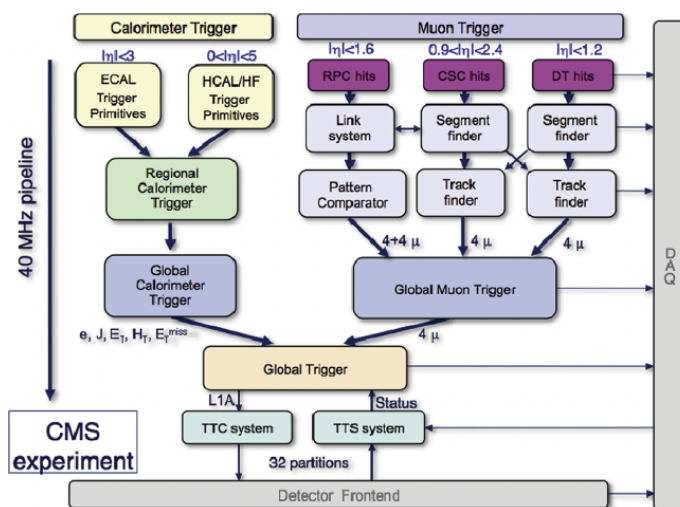 Calorimeter Trigger
Muon Trigger
|η|<3
0<|η|<5
|η|<1.6
0.9<|η|<2.4
|η|<1.2
ECAL
Trigger
Primitives
HCAL/HF
Trigger
Primitives
RPC hits
CSC hits
DT hits
Link
system
Segment
finder
Segment
finder
Regional
Calorimeter
Trigger
Pattern
Comparator
Track
finder
Track
finder
40 MHz pipeline
4+4 μ
4 μ
4 μ
D
A
Q
Global
Calorimeter
Trigger
Global Muon Trigger
e, J, E_T, H_T, E_T^miss
4 μ
Global Trigger
L1A
Status
TTC system
TTS system
CMS
experiment
32 partitions
Detector Frontend